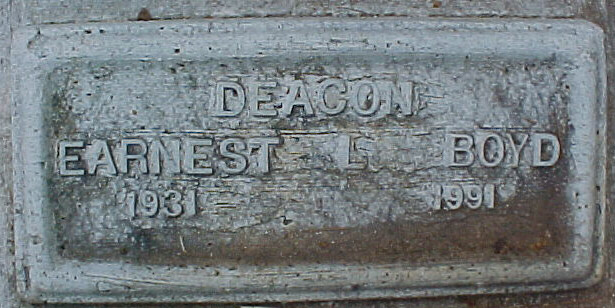 DEACON
EARNEST L BOYD
1931 1991